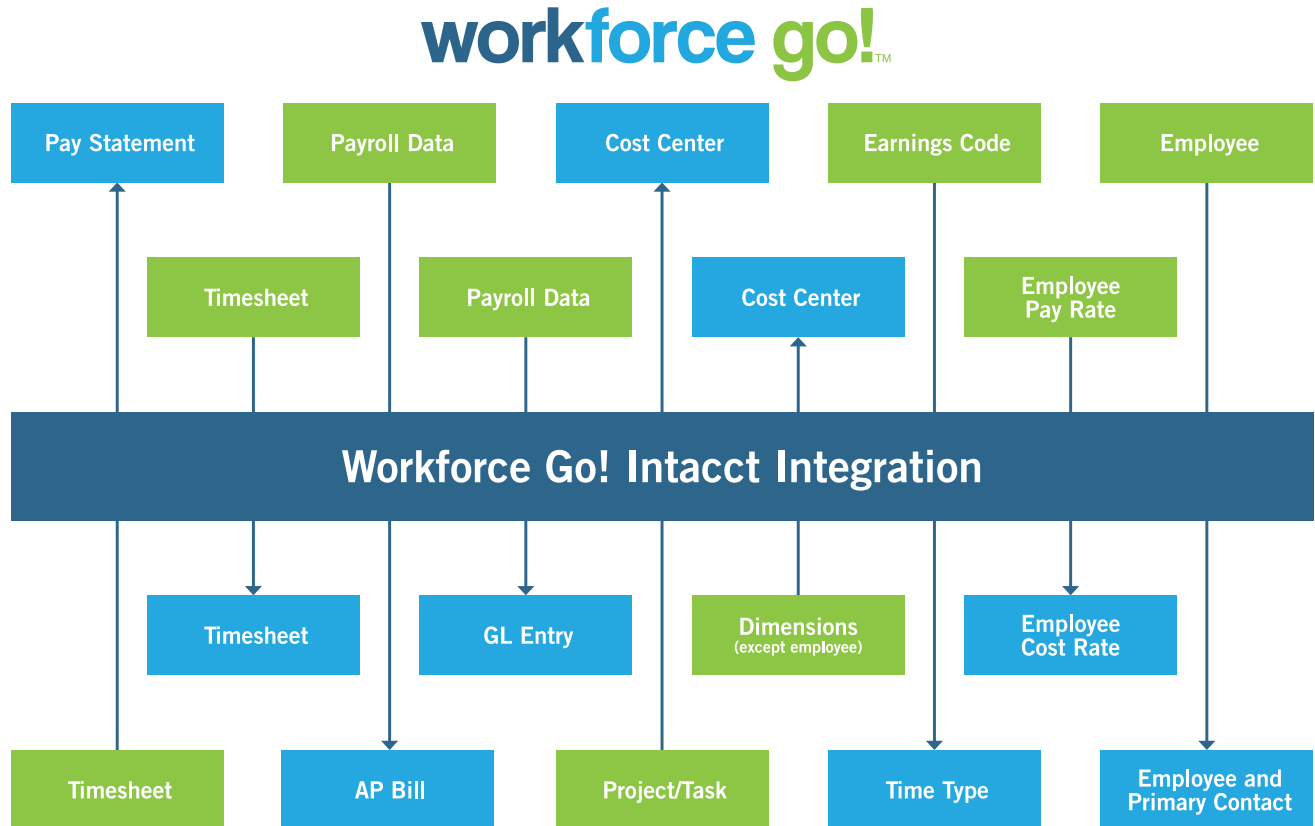 workforce go!™
Pay Statement
Payroll Data
Cost Center
Earnings Code
Employee
Timesheet
Payroll Data
Cost Center
Employee
Pay Rate
Workforce Go! Intacct Integration
Timesheet
GL Entry
Dimensions
(except employee)
Employee
Cost Rate
Timesheet
AP Bill
Project/Task
Time Type
Employee and
Primary Contact